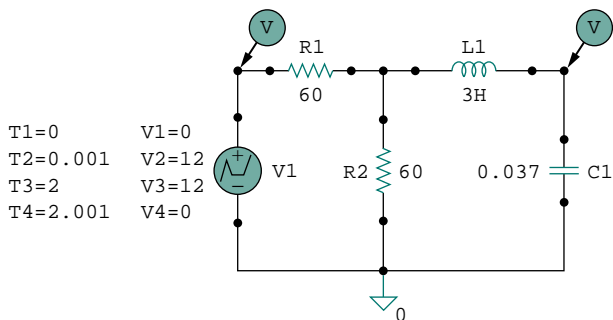 V
V
R1
60
L1
3H
T1=0 V1=0
T2=0.001 V2=12
T3=2 V3=12
T4=2.001 V4=0
V1
R2 60
0.037 C1
0